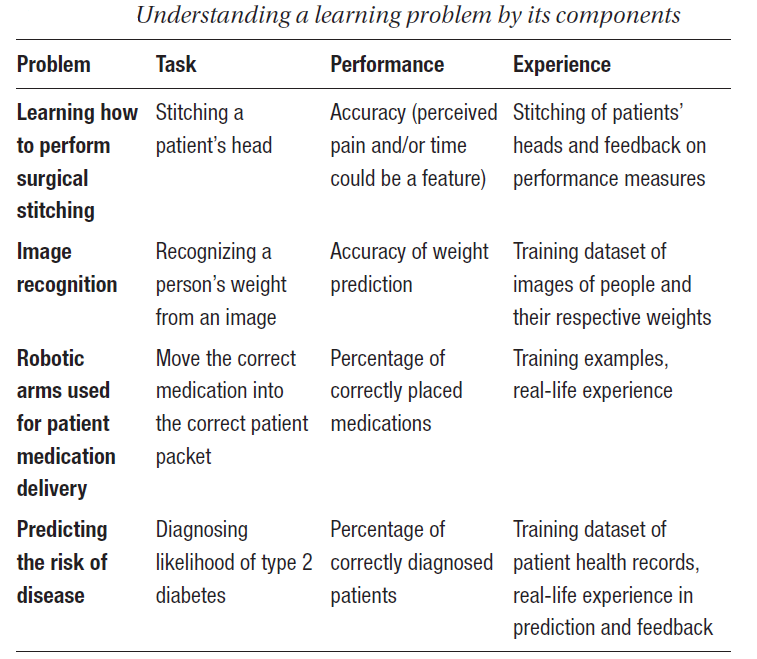 Understanding a learning problem by its components
Problem Task Performance Experience
Learning how Stitching a Accuracy (perceived Stitching of patients’
to perform patient’s head pain and/or time heads and feedback on
surgical could be a feature) performance measures
stitching
Image Recognizing a Accuracy of weight Training dataset of
recognition person’s weight prediction images of people and
from an image their respective weights
Robotic Move the correct Percentage of Training examples,
arms used medication into correctly placed real-life experience
for patient the correct patient medications
medication packet
delivery
Predicting Diagnosing Percentage of Training dataset of
the risk of likelihood of type 2 correctly diagnosed patient health records,
disease diabetes patients real-life experience in
prediction and feedback